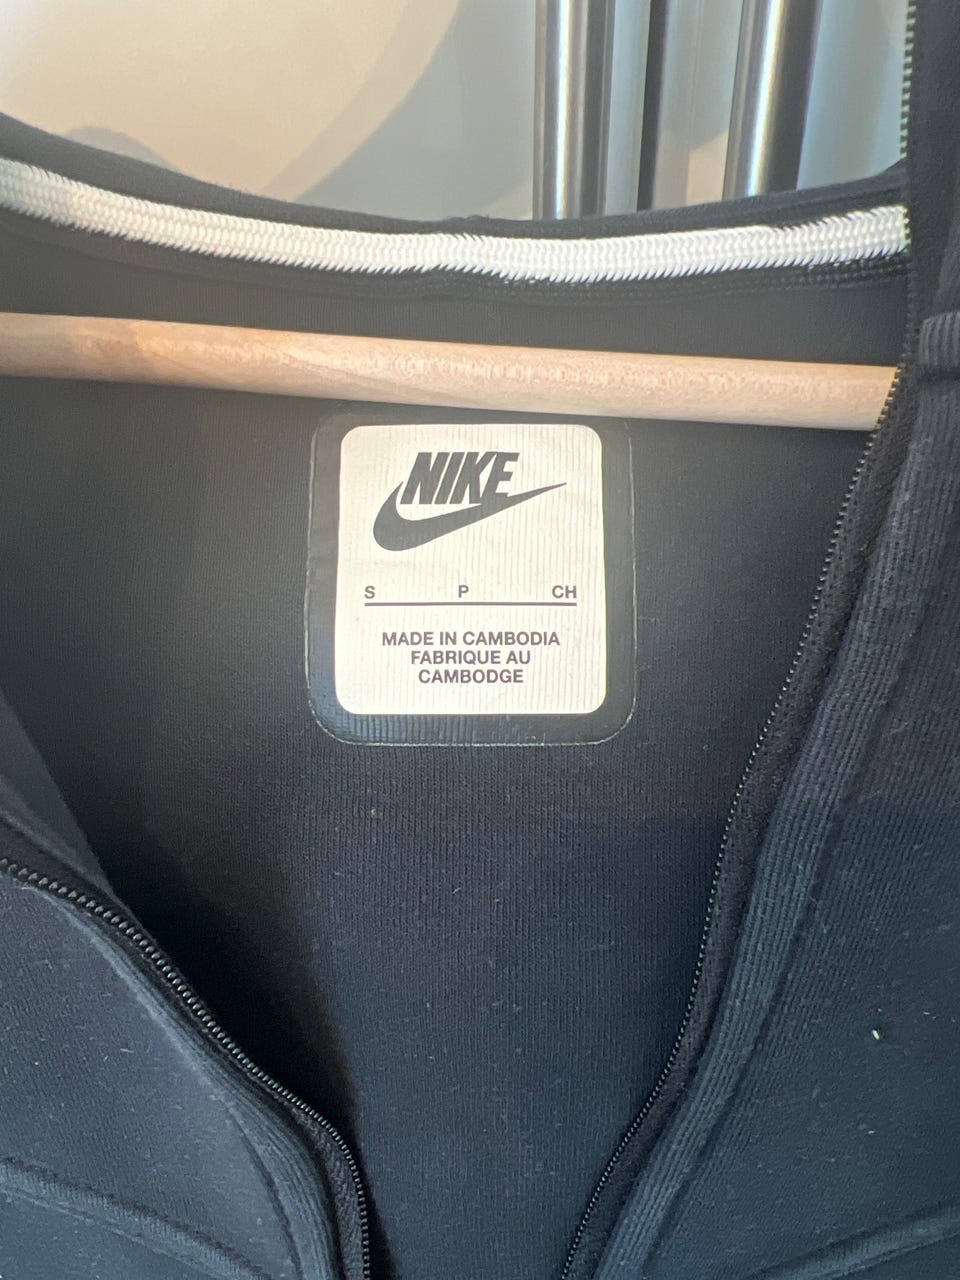 NIKE
S P CH
MADE IN CAMBODIA
FABRIQUE AU
CAMBODGE